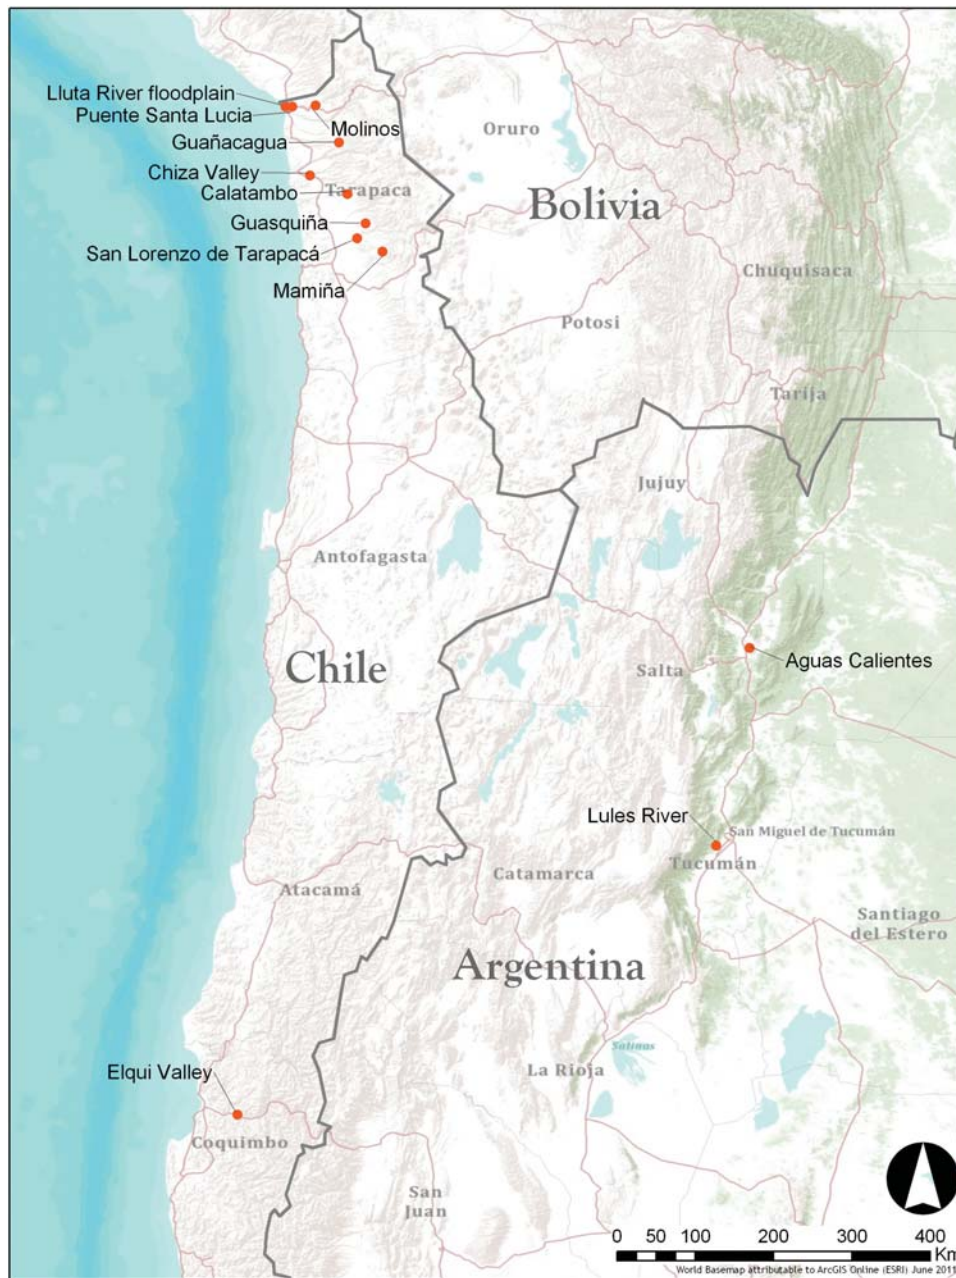 Lluta River floodplain
Puente Santa Lucia
Molinos
Oruro
Guañacagua
Chiza Valley
Tarapaca
Calatambo
Bolivia
Guasquiña
San Lorenzo de Tarapacá
Chuquisaca
Mamiña
Potosi
Tarija
Jujuy
Antofagasta
Chile
Salta
Aguas Calientes
Lules River
San Miguel de Tucumán
Tucumán
Catamarca
Atacamá
Santiago
del Estero
Argentina
Salinas
La Rioja
Elqui Valley
Coquimbo
San
Juan
0 50 100 200 300 400
Km
World Basemap attributable to ArcGIS Online (ESRI) June 2011